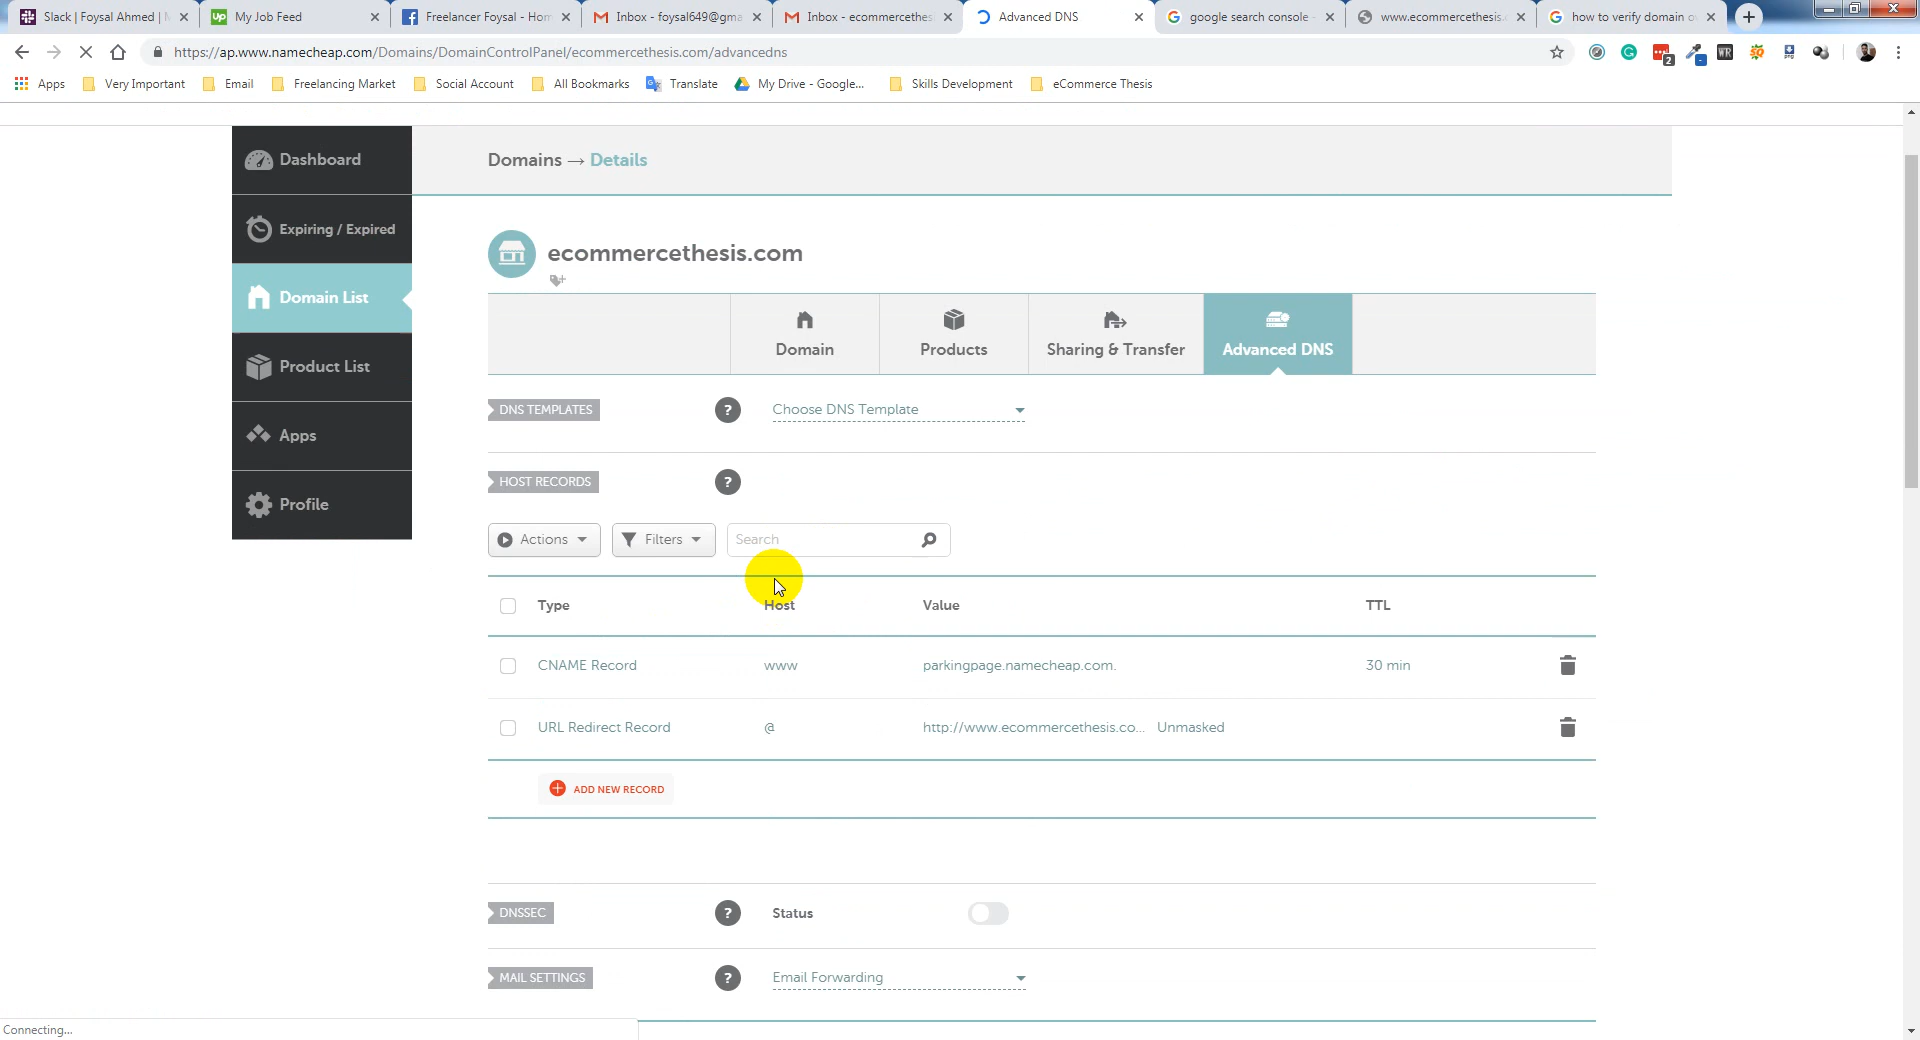 Slack | Foysal Ahmed |
My Job Feed
Freelancer Foysal - Hom
Inbox - foysal649@gma
Inbox - ecommercethes
Advanced DNS
google search console
www.ecommercethesis.
how to verify domain o
https://ap.www.namecheap.com/Domains/DomainControlPanel/ecommercethesis.com/advancedns
2
Apps
Very Important
Email
Freelancing Market
Social Account
All Bookmarks
Translate
My Drive - Google...
Skills Development
eCommerce Thesis
Dashboard
Expiring / Expired
Domain List
Product List
Apps
Profile
Domains → Details
ecommercethesis.com
Domain
Products
Sharing & Transfer
Advanced DNS
DNS TEMPLATES
?
Choose DNS Template
HOST RECORDS
?
Actions
Filters
Search
Type Host Value TTL
CNAME Record www parkingpage.namecheap.com. 30 min
URL Redirect Record @ http://www.ecommercethesis.co... Unmasked
ADD NEW RECORD
DNSSEC
?
Status
MAIL SETTINGS
?
Email Forwarding
Connecting...